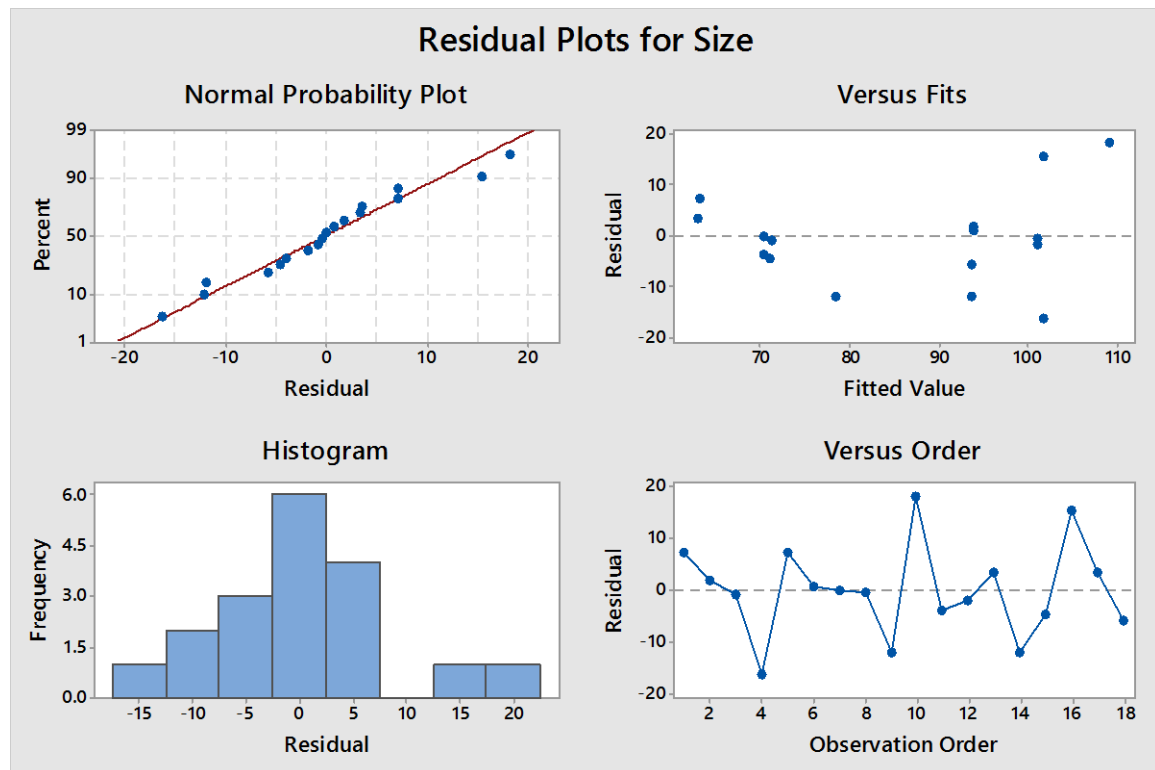 Residual Plots for Size
Normal Probability Plot
99
90
50
10
1
Percent
-20 -10 0 10 20
Residual
Versus Fits
20
10
0
-10
-20
Residual
70 80 90 100 110
Fitted Value
Histogram
6.0
4.5
3.0
1.5
0.0
Frequency
-15 -10 -5 0 5 10 15 20
Residual
Versus Order
20
10
0
-10
-20
Residual
2 4 6 8 10 12 14 16 18
Observation Order